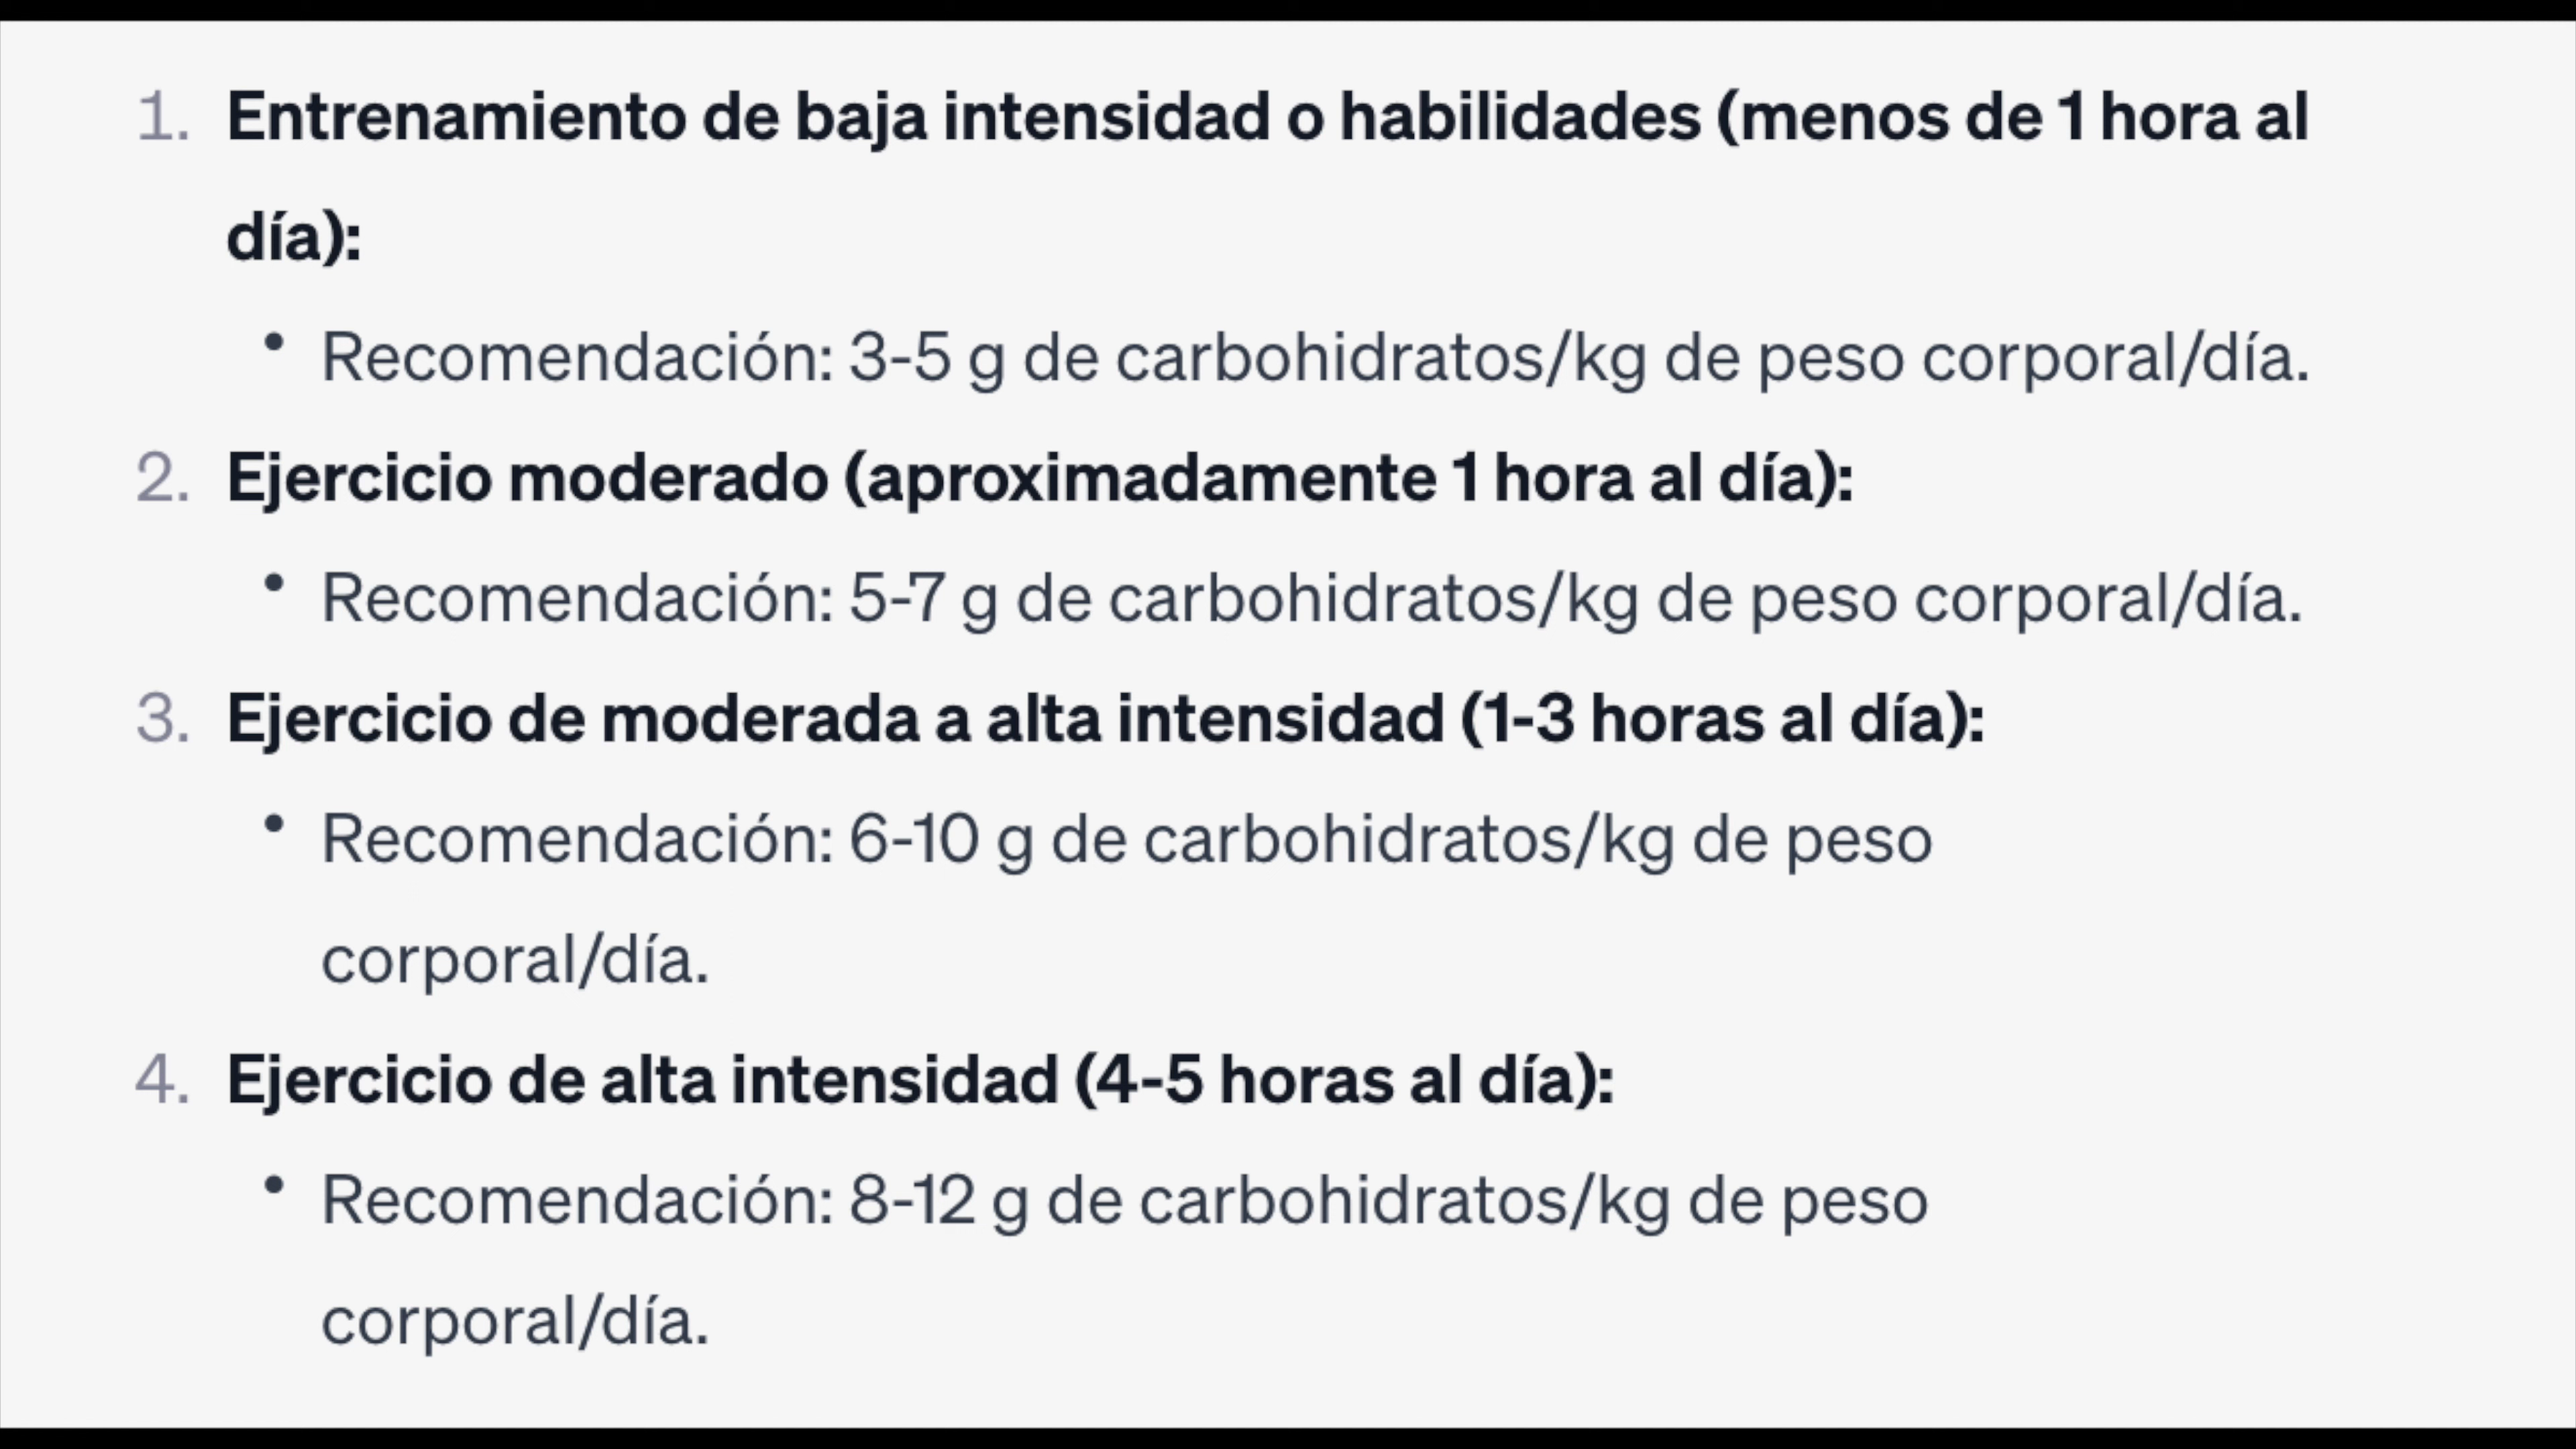 1. Entrenamiento de baja intensidad o habilidades (menos de 1 hora al
día):
• Recomendación: 3-5 g de carbohidratos/kg de peso corporal/día.
2. Ejercicio moderado (aproximadamente 1 hora al día):
• Recomendación: 5-7 g de carbohidratos/kg de peso corporal/día.
3. Ejercicio de moderada a alta intensidad (1-3 horas al día):
• Recomendación: 6-10 g de carbohidratos/kg de peso
corporal/día.
4. Ejercicio de alta intensidad (4-5 horas al día):
• Recomendación: 8-12 g de carbohidratos/kg de peso
corporal/día.